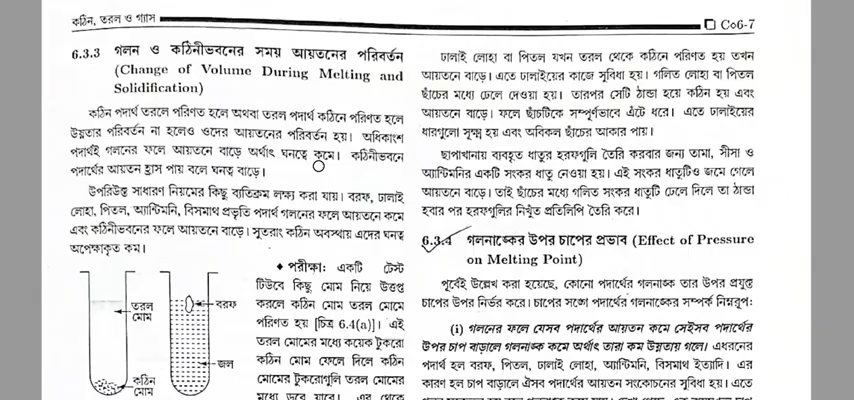 কঠিন, তরল ও গ্যাস
C৹6-7
6.3.3 গলন ও কঠিনীভবনের সময় আয়তনের পরিবর্তন
(Change of Volume During Melting and
Solidification)
কঠিন পদার্থ তরলে পরিণত হলে অথবা তরল পদার্থ কঠিনে পরিণত হলে
উষ্ণতার পরিবর্তন না হলেও ওদের আয়তনের পরিবর্তন হয়। অধিকাংশ
পদার্থই গলনের ফলে আয়তনে বাড়ে অর্থাৎ ঘনত্বে কমে। কঠিনীভবনে
পদার্থের আয়তন হ্রাস পায় বলে ঘনত্ব বাড়ে।
উপরিউক্ত সাধারণ নিয়মের কিছু ব্যতিক্রম লক্ষ্য করা যায়। বরফ, ঢালাই
লোহা, পিতল, অ্যান্টিমনি, বিসমাথ প্রভৃতি পদার্থ গলনের ফলে আয়তনে কমে
এবং কঠিনীভবনের ফলে আয়তনে বাড়ে। সুতরাং কঠিন অবস্থায় এদের ঘনত্ব
অপেক্ষাকৃত কম।
♦ পরীক্ষা: একটি টেস্ট
টিউবে কিছু মোম নিয়ে উত্তপ্ত
করলে কঠিন মোম তরল মোমে
পরিণত হয় [চিত্র 6.4(a)]। এই
তরল মোমের মধ্যে কয়েক টুকরো
কঠিন মোম ফেলে দিলে কঠিন
মোমের টুকরোগুলি তরল মোমের
মধ্যে ডুবে যাবে। এর থেকে
তরল
মোম
কঠিন
মোম
বরফ
জল
ঢালাই লোহা বা পিতল যখন তরল থেকে কঠিনে পরিণত হয় তখন
আয়তনে বাড়ে। এতে ঢালাইয়ের কাজে সুবিধা হয়। গলিত লোহা বা পিতল
ছাঁচের মধ্যে ঢেলে দেওয়া হয়। তারপর সেটি ঠান্ডা হয়ে কঠিন হয় এবং
আয়তনে বাড়ে। ফলে ছাঁচটিকে সম্পূর্ণভাবে এঁটে ধরে। এতে ঢালাইয়ের
ধারগুলো সূক্ষ্ম হয় এবং অবিকল ছাঁচের আকার পায়।
ছাপাখানায় ব্যবহৃত ধাতুর হরফগুলি তৈরি করবার জন্য তামা, সীসা ও
অ্যান্টিমনির একটি সংকর ধাতু নেওয়া হয়। এই সংকর ধাতুটিও জমে গেলে
আয়তনে বাড়ে। তাই ছাঁচের মধ্যে গলিত সংকর ধাতুটি ঢেলে দিলে তা ঠান্ডা
হবার পর হরফগুলির নিখুঁত প্রতিলিপি তৈরি করে।
6.3.4 গলনাঙ্কের উপর চাপের প্রভাব (Effect of Pressure
on Melting Point)
পূর্বেই উল্লেখ করা হয়েছে, কোনো পদার্থের গলনাঙ্ক তার উপর প্রযুক্ত
চাপের উপর নির্ভর করে। চাপের সঙ্গে পদার্থের গলনাঙ্কের সম্পর্ক নিম্নরূপ:
(i) গলনের ফলে যেসব পদার্থের আয়তন কমে সেইসব পদার্থের
উপর চাপ বাড়ালে গলনাঙ্ক কমে অর্থাৎ তারা কম উষ্ণতায় গলে। এধরনের
পদার্থ হল বরফ, পিতল, ঢালাই লোহা, অ্যান্টিমনি, বিসমাথ ইত্যাদি। এর
কারণ হল চাপ বাড়ালে ঐসব পদার্থের আয়তন সংকোচনের সুবিধা হয়। এতে